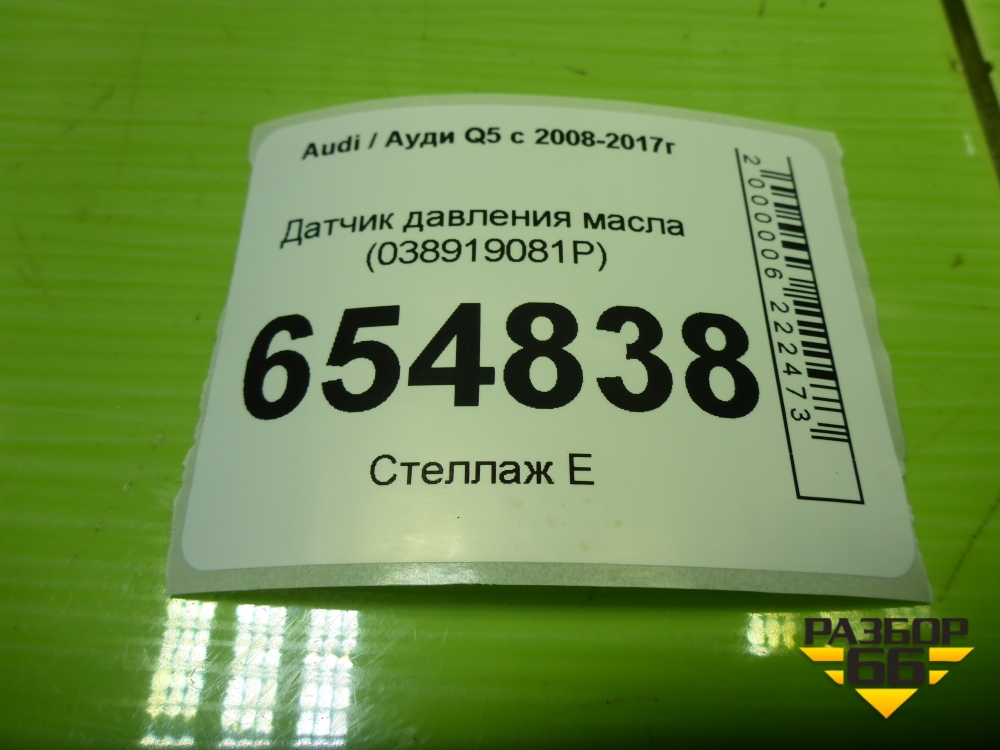 Audi / Ауди Q5 с 2008-2017г
Датчик давления масла
(038919081P)
654838
Стеллаж Е
2000006222473
РАЗБОР
66